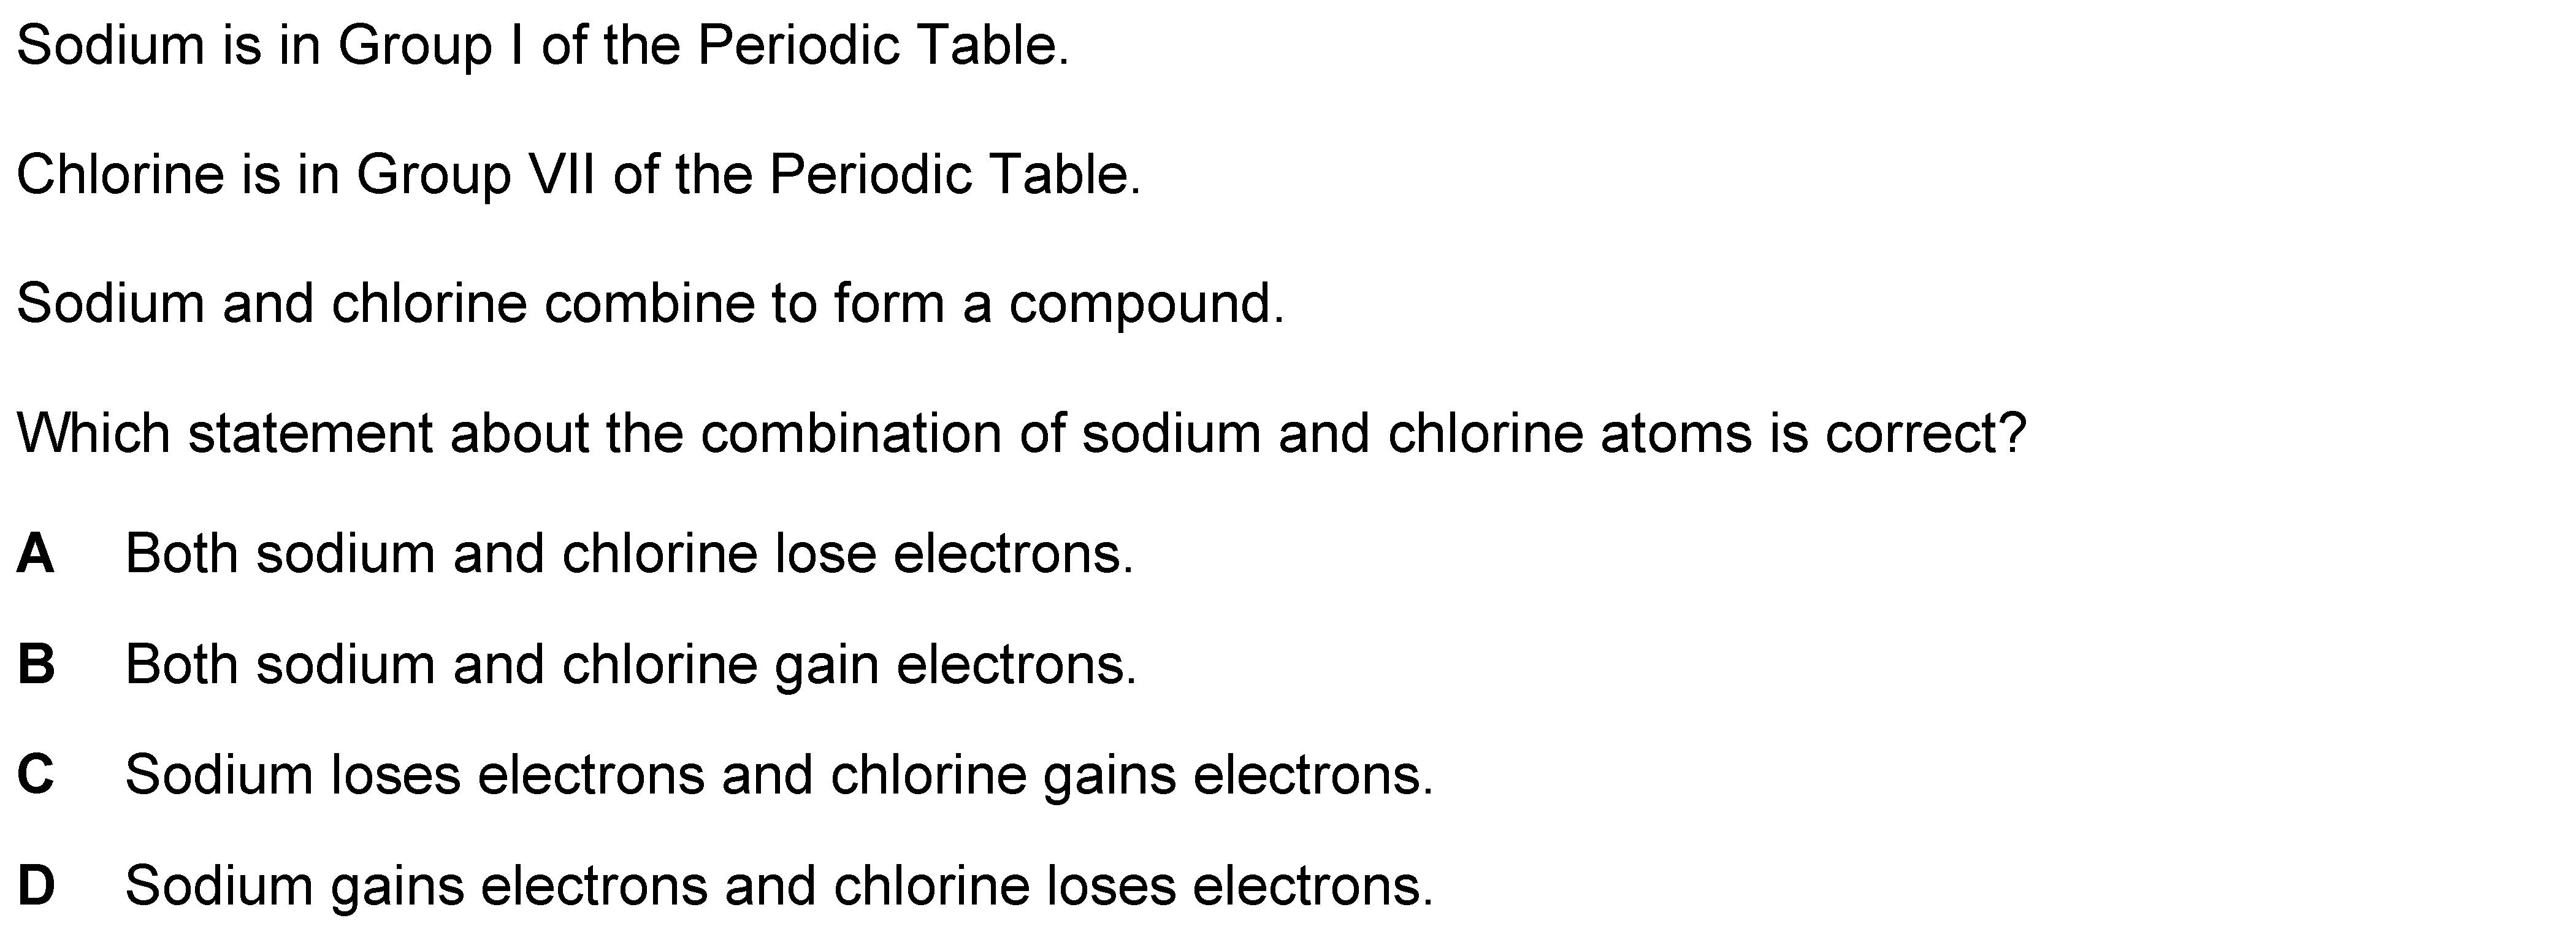 Sodium is in Group I of the Periodic Table.
Chlorine is in Group VII of the Periodic Table.
Sodium and chlorine combine to form a compound.
Which statement about the combination of sodium and chlorine atoms is correct?
A Both sodium and chlorine lose electrons.
B Both sodium and chlorine gain electrons.
C Sodium loses electrons and chlorine gains electrons.
D Sodium gains electrons and chlorine loses electrons.